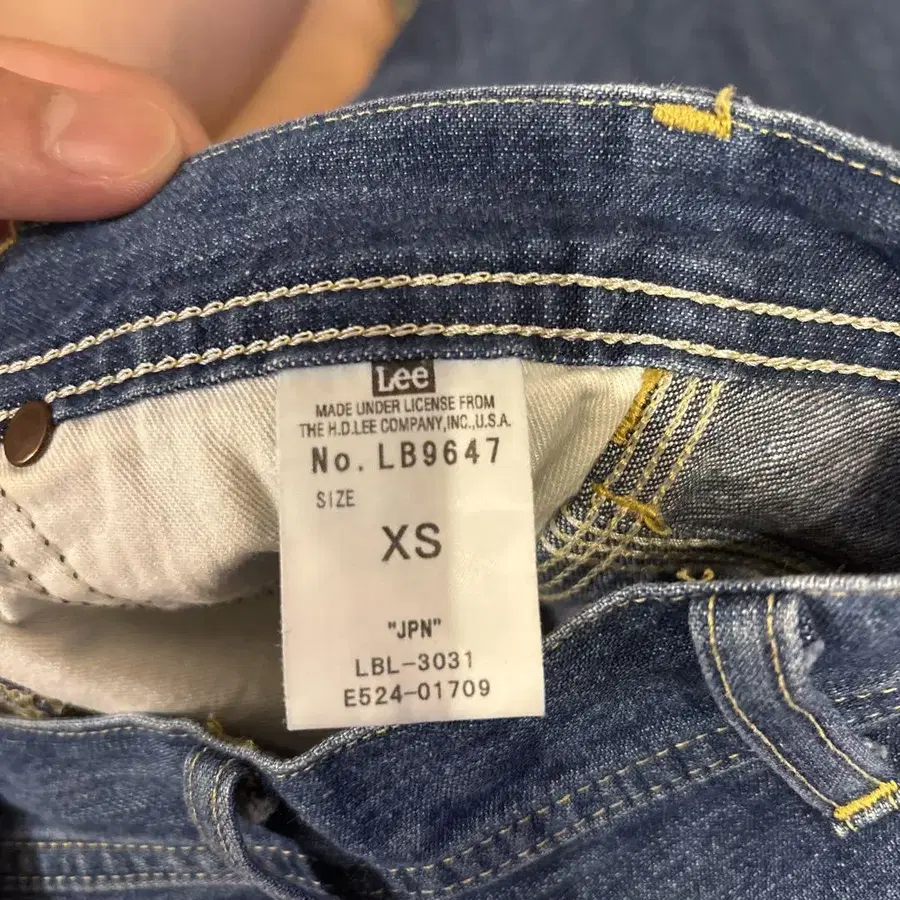 Lee
MADE UNDER LICENSE FROM
THE H.D.LEE COMPANY,INC.,U.S.A.
No. LB9647
SIZE
XS
"JPN"
LBL-3031
E524-01709